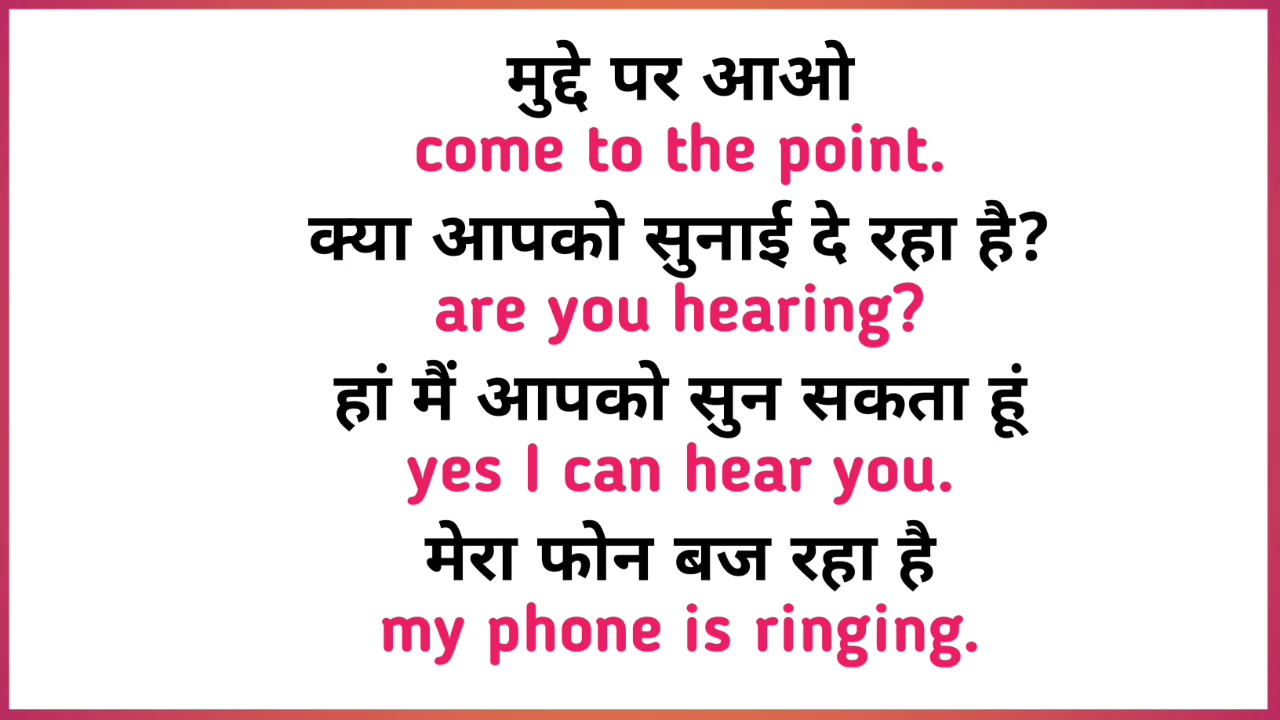 मुद्दे पर आओ
come to the point.
क्या आपको सुनाई दे रहा है?
are you hearing?
हां मैं आपको सुन सकता हूं
yes I can hear you.
मेरा फोन बज रहा है
my phone is ringing.